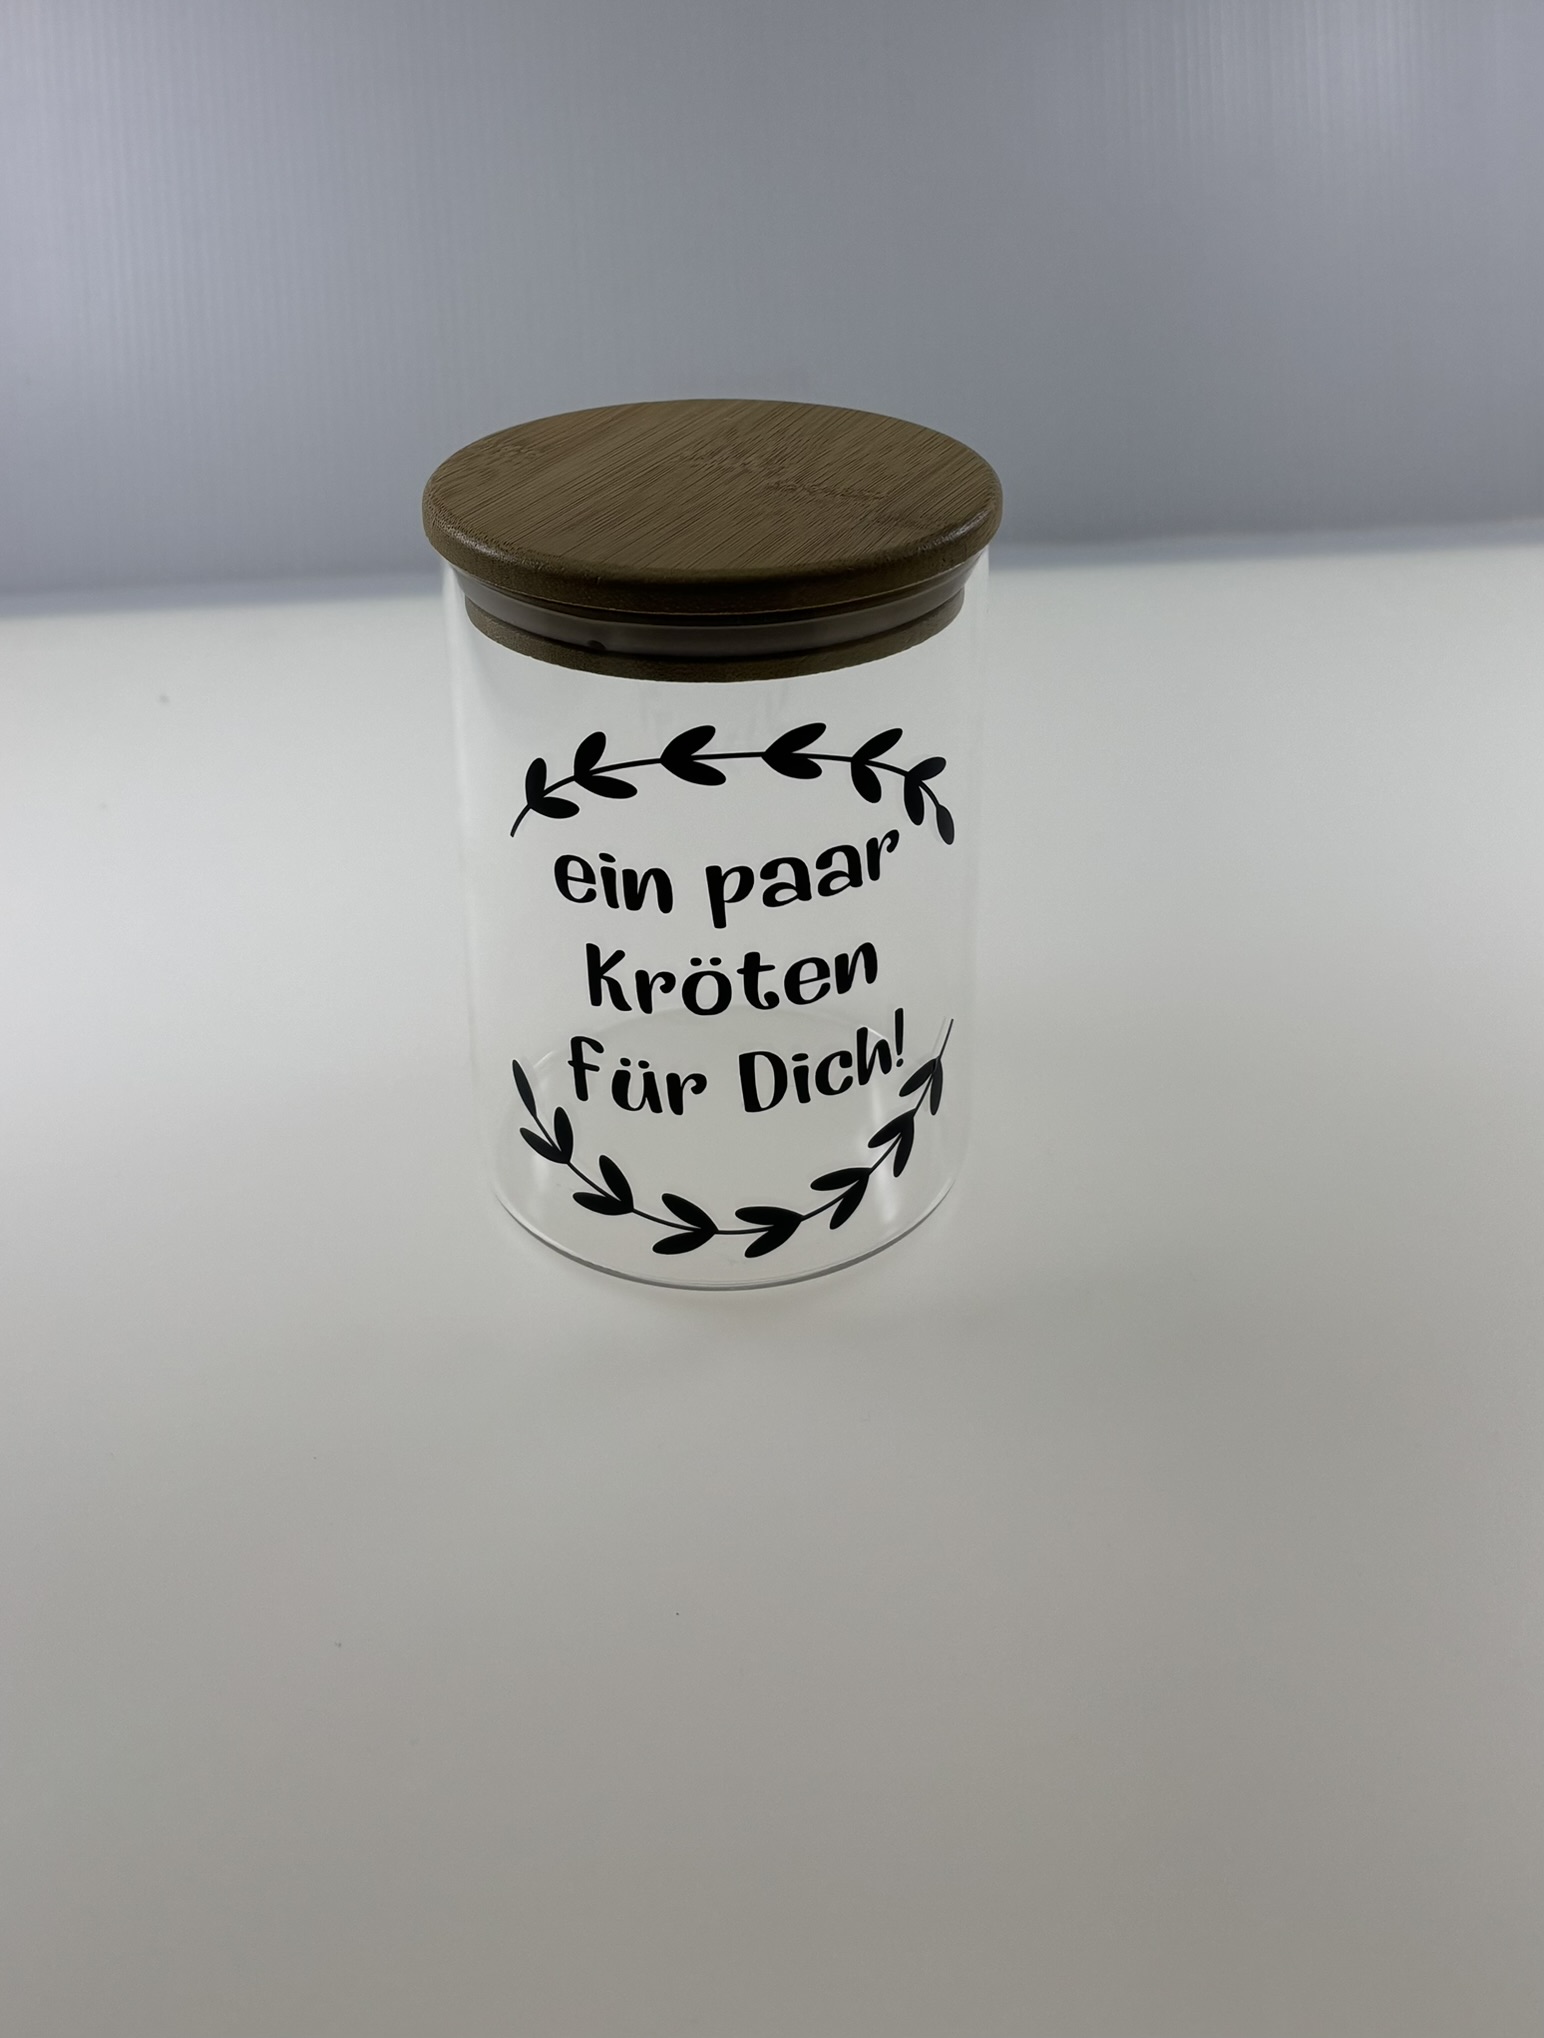 ein paar
Kröten
für Dich!